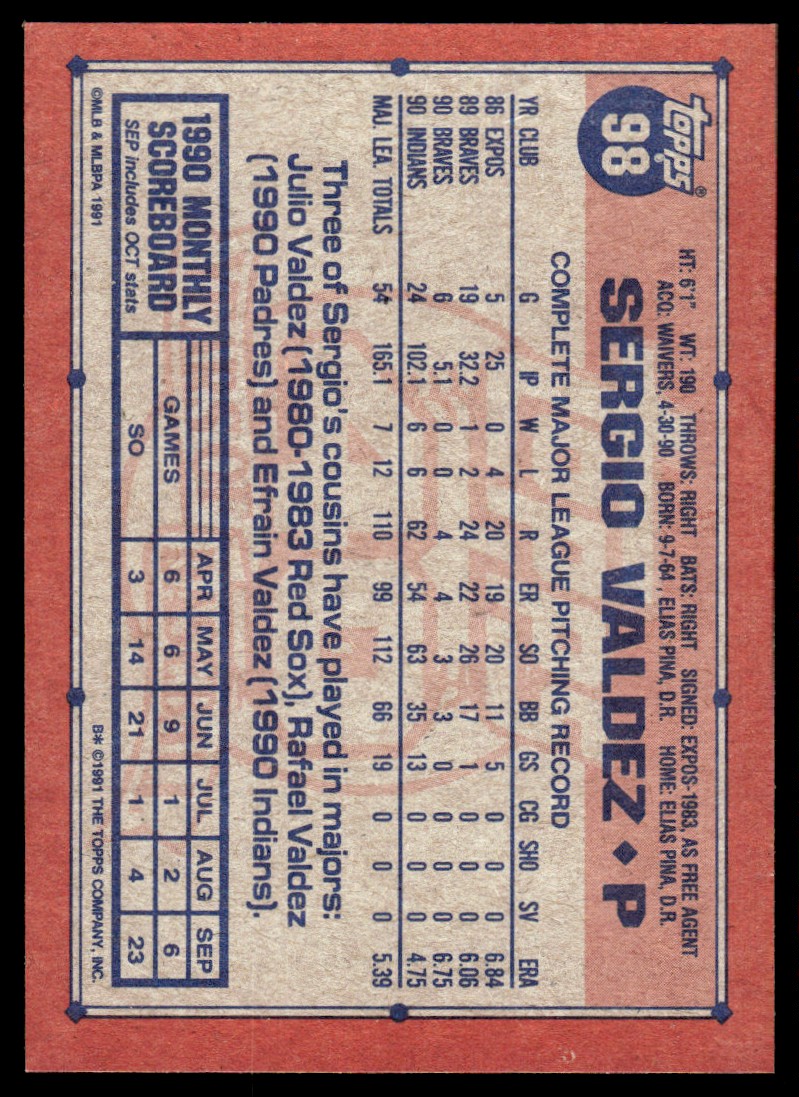 topps®
98
HT: 6'1" WT: 190 THROWS: RIGHT BATS: RIGHT SIGNED: EXPOS-1983, AS FREE AGENT
ACQ: WAIVERS, 4-30-90 BORN: 9-7-64, ELIAS PINA, D.R. HOME: ELIAS PINA, D.R.
SERGIO VALDEZ ◆ P
COMPLETE MAJOR LEAGUE PITCHING RECORD
YR CLUB G IP W L R ER SO BB GS CG SHO SV ERA
86 EXPOS 5 25 0 4 20 19 20 11 5 0 0 0 6.84
89 BRAVES 19 32.2 1 2 24 22 26 17 1 0 0 0 6.06
90 BRAVES 6 5.1 0 0 4 4 3 3 0 0 0 0 6.75
90 INDIANS 24 102.1 6 6 62 54 63 35 13 0 0 0 4.75
MAJ. LEA. TOTALS 54 165.1 7 12 110 99 112 66 19 0 0 0 5.39
Three of Sergio's cousins have played in majors:
Julio Valdez (1980-1983 Red Sox), Rafael Valdez
(1990 Padres) and Efrain Valdez (1990 Indians).
1990 MONTHLY
SCOREBOARD
SEP includes OCT stats
APR MAY JUN JUL AUG SEP
GAMES 6 6 9 1 2 6
SO 3 14 21 1 4 23
©MLB & MLBPA 1991
B* ©1991 THE TOPPS COMPANY, INC.